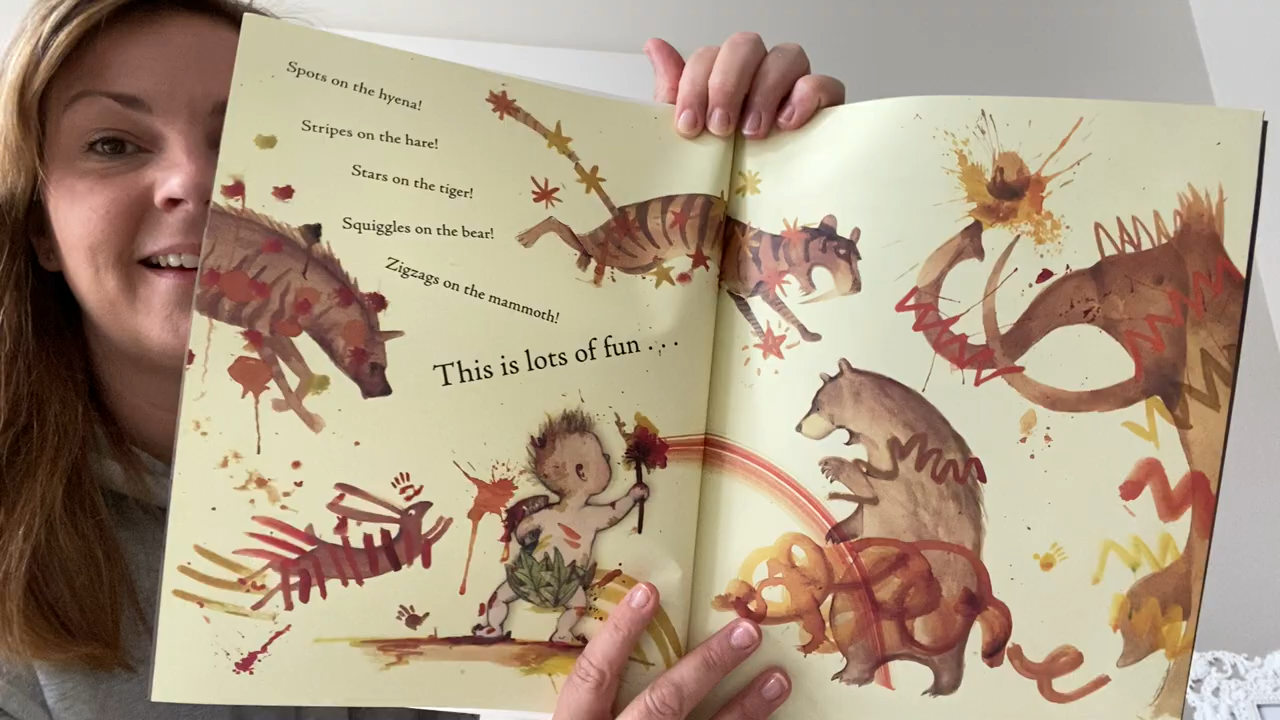 Spots on the hyena!
Stripes on the hare!
Stars on the tiger!
Squiggles on the bear!
Zigzags on the mammoth!
This is lots of fun . . .